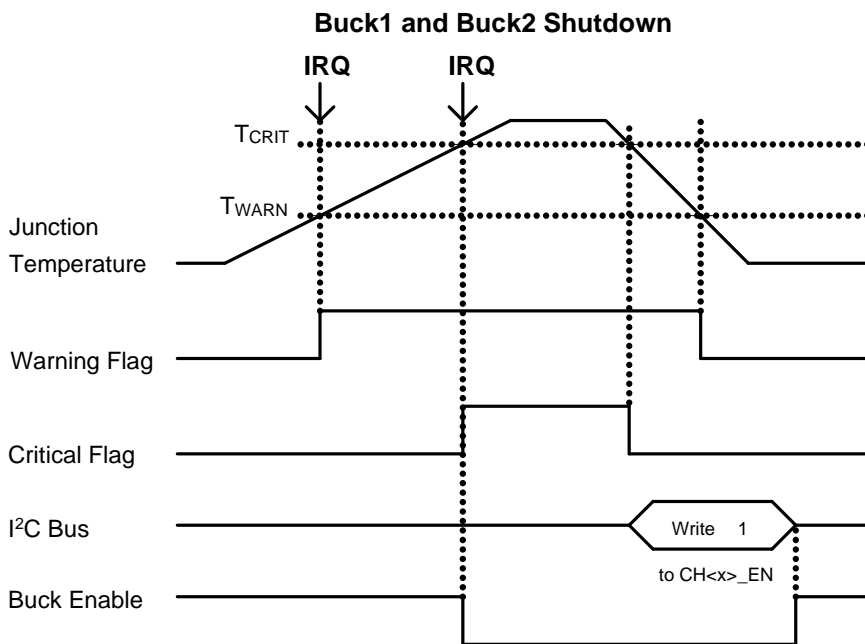 Buck1 and Buck2 Shutdown
IRQ IRQ
TCRIT
TWARN
Junction
Temperature
Warning Flag
Critical Flag
I²C Bus
Write 1
to CH<x>_EN
Buck Enable